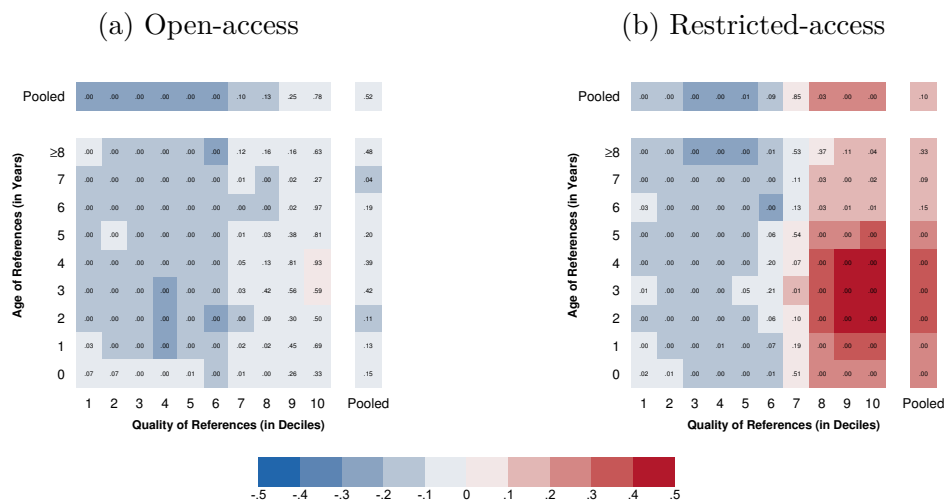 (a) Open-access
(b) Restricted-access
Pooled .00 .00 .00 .00 .00 .00 .10 .13 .25 .78 .52
≥8 .00 .00 .00 .00 .00 .00 .12 .16 .16 .63 .48
7 .00 .00 .00 .00 .00 .00 .01 .00 .02 .27 .04
6 .00 .00 .00 .00 .00 .00 .00 .00 .02 .97 .19
5 .00 .00 .00 .00 .00 .00 .01 .03 .38 .81 .20
4 .00 .00 .00 .00 .00 .00 .05 .13 .81 .93 .39
3 .00 .00 .00 .00 .00 .00 .03 .42 .56 .59 .42
2 .00 .00 .00 .00 .00 .00 .00 .09 .30 .50 .11
1 .03 .00 .00 .00 .00 .00 .02 .02 .45 .69 .13
0 .07 .07 .00 .00 .01 .00 .01 .00 .26 .33 .15
1 2 3 4 5 6 7 8 9 10 Pooled
Quality of References (in Deciles)
Age of References (in Years)
Pooled .00 .00 .00 .00 .01 .09 .85 .03 .00 .00 .10
≥8 .00 .00 .00 .00 .00 .01 .53 .37 .11 .04 .33
7 .00 .00 .00 .00 .00 .00 .11 .03 .00 .02 .09
6 .03 .00 .00 .00 .00 .00 .13 .03 .01 .01 .15
5 .00 .00 .00 .00 .00 .06 .54 .00 .00 .00 .00
4 .00 .00 .00 .00 .00 .20 .07 .00 .00 .00 .00
3 .01 .00 .00 .00 .05 .21 .01 .00 .00 .00 .00
2 .00 .00 .00 .00 .00 .06 .10 .00 .00 .00 .00
1 .00 .00 .00 .00 .01 .07 .19 .00 .00 .00 .00
0 .02 .01 .00 .00 .00 .01 .51 .00 .00 .00 .00
1 2 3 4 5 6 7 8 9 10 Pooled
Quality of References (in Deciles)
Age of References (in Years)
-.5 -.4 -.3 -.2 -.1 0 .1 .2 .3 .4 .5